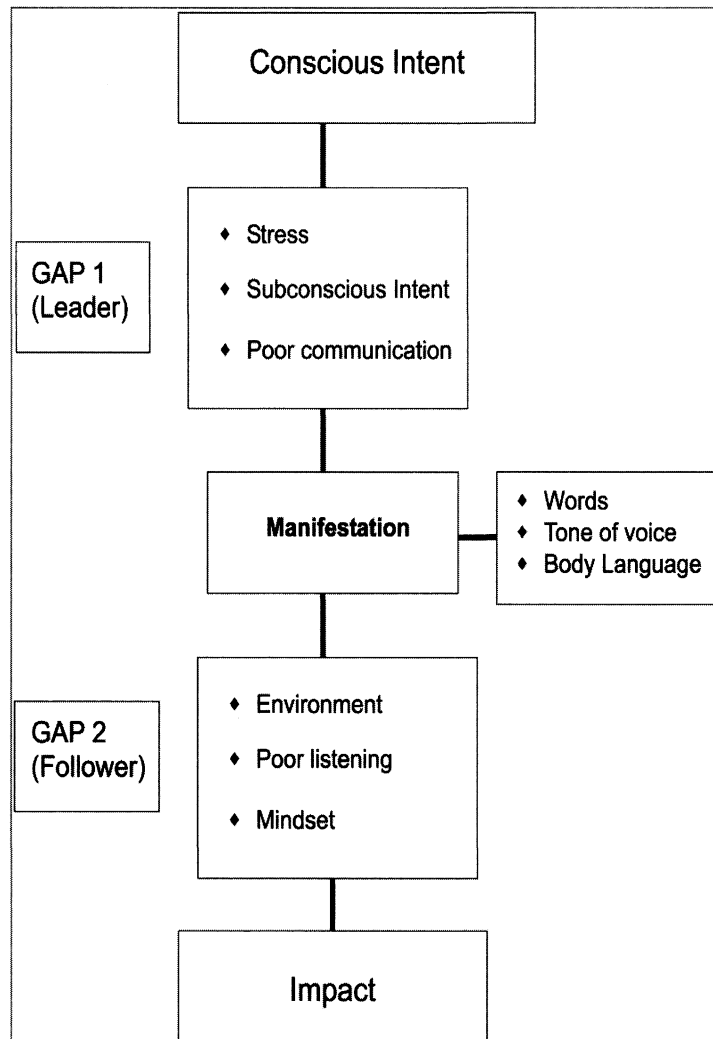 Conscious Intent
GAP 1
(Leader)
♦ Stress
♦ Subconscious Intent
♦ Poor communication
Manifestation
♦ Words
♦ Tone of voice
♦ Body Language
GAP 2
(Follower)
♦ Environment
♦ Poor listening
♦ Mindset
Impact